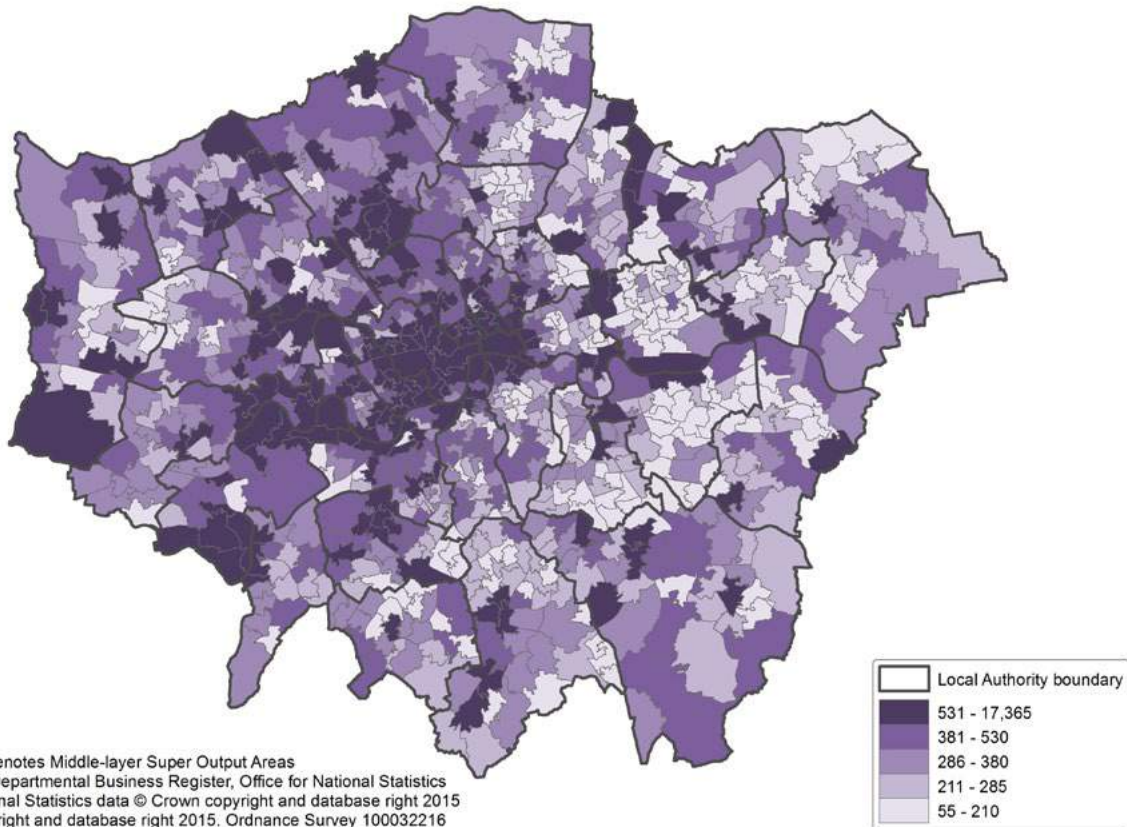 Local Authority boundary
531 - 17,365
381 - 530
286 - 380
211 - 285
55 - 210
enotes Middle-layer Super Output Areas
epartmental Business Register, Office for National Statistics
nal Statistics data © Crown copyright and database right 2015
right and database right 2015. Ordnance Survey 100032216